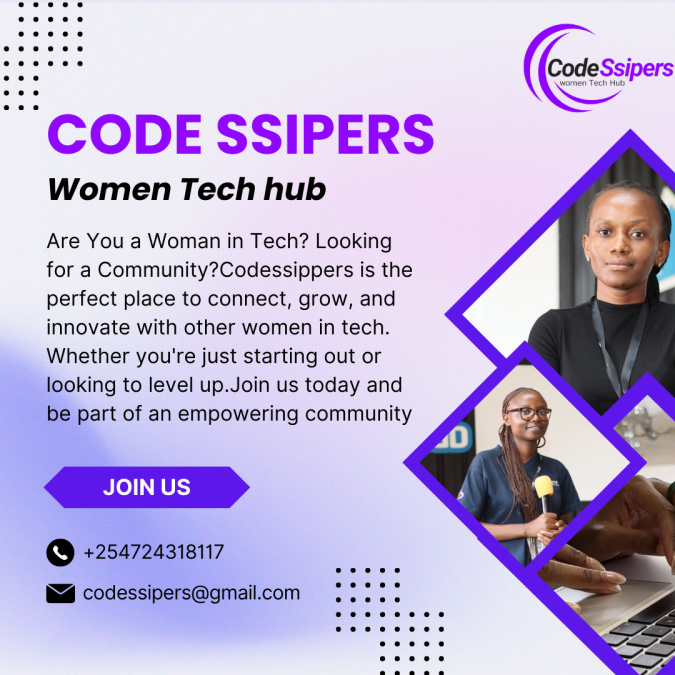 CodeSsipers
women Tech Hub
CODE SSIPERS
Women Tech hub
Are You a Woman in Tech? Looking
for a Community?Codessippers is the
perfect place to connect, grow, and
innovate with other women in tech.
Whether you're just starting out or
looking to level up.Join us today and
be part of an empowering community
JOIN US
+254724318117
codessipers@gmail.com